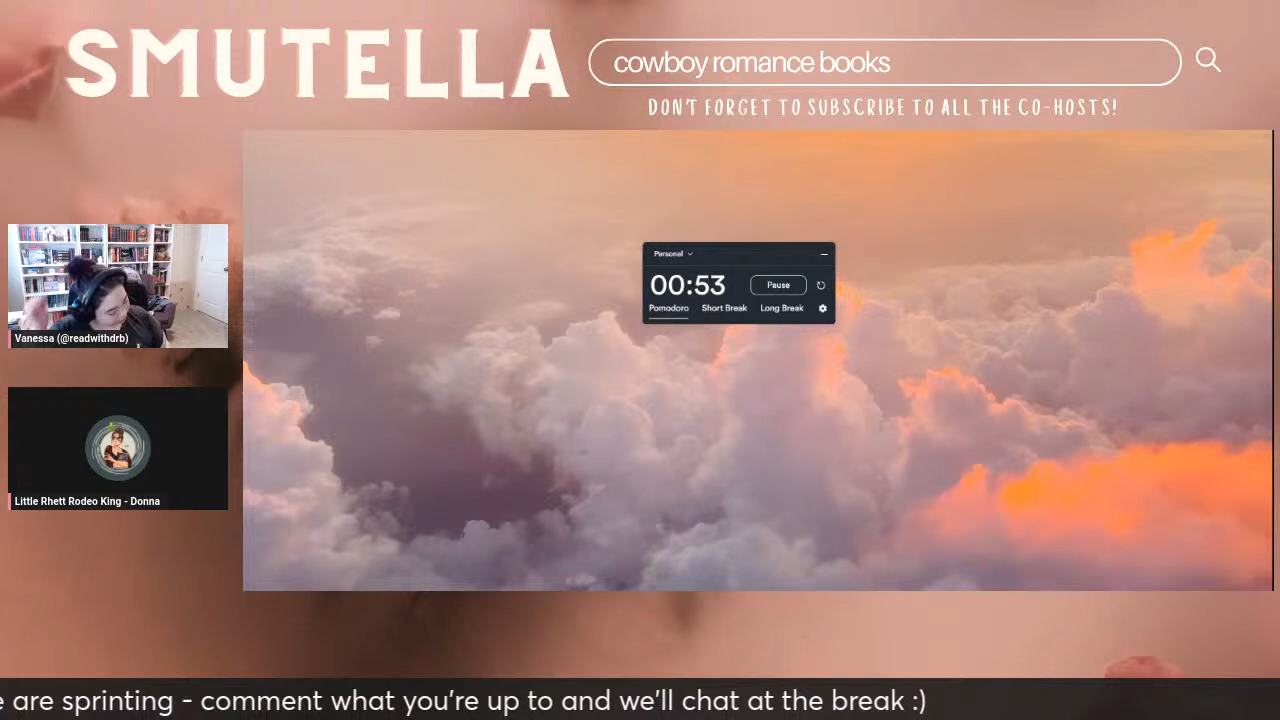 SMUTELLA
cowboy romance books
DON'T FORGET TO SUBSCRIBE TO ALL THE CO-HOSTS!
Personal
00:53
Pause
Pomodoro Short Break Long Break
Vanessa (@readwithdrb)
Little Rhett Rodeo King - Donna
e are sprinting - comment what you're up to and we'll chat at the break :)